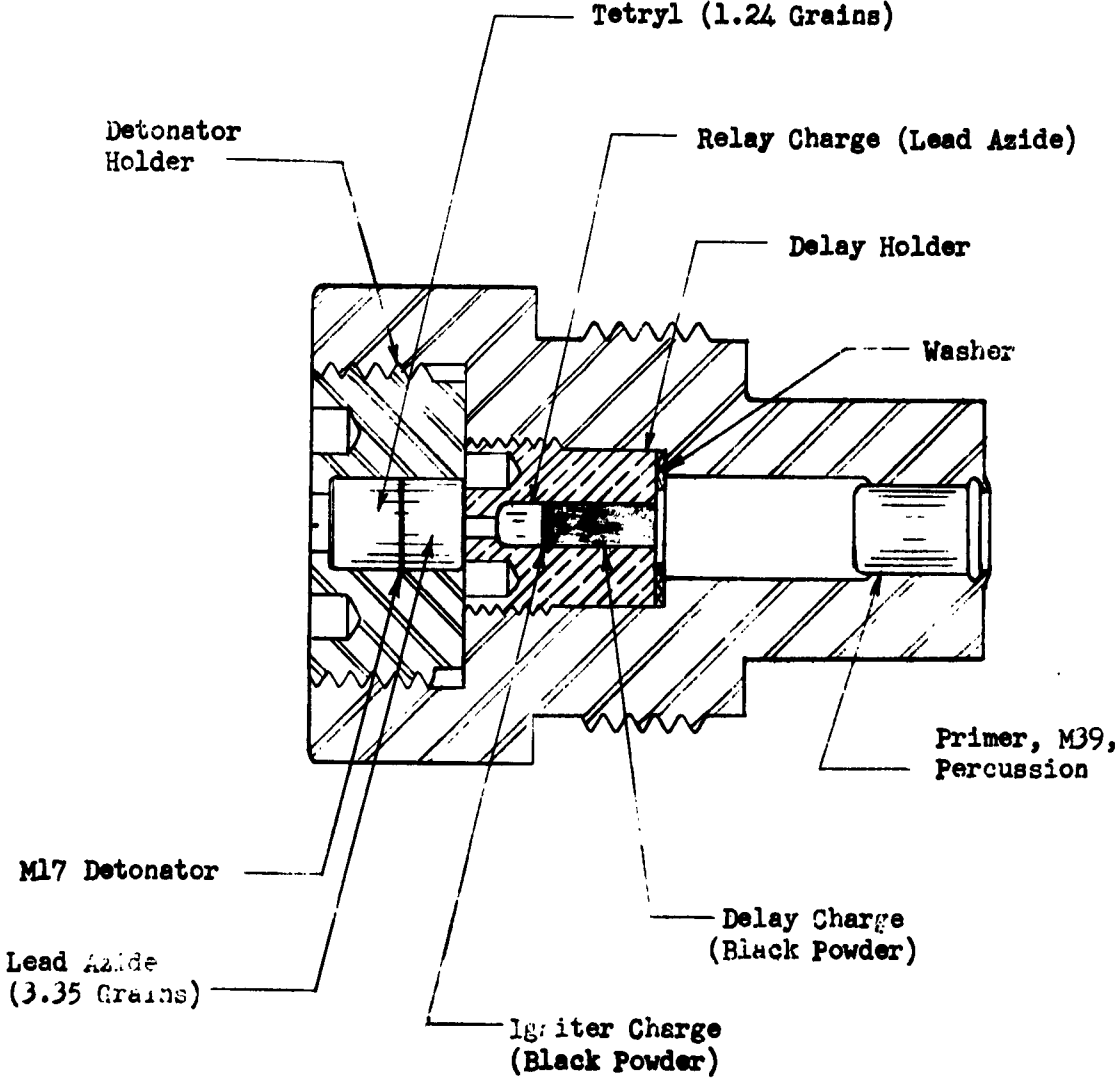 Tetryl (1.24 Grains)
Detonator
Holder
Relay Charge (Lead Azide)
Delay Holder
Washer
Primer, M39,
Percussion
M17 Detonator
Delay Charge
(Black Powder)
Lead Azide
(3.35 Grains)
Igniter Charge
(Black Powder)